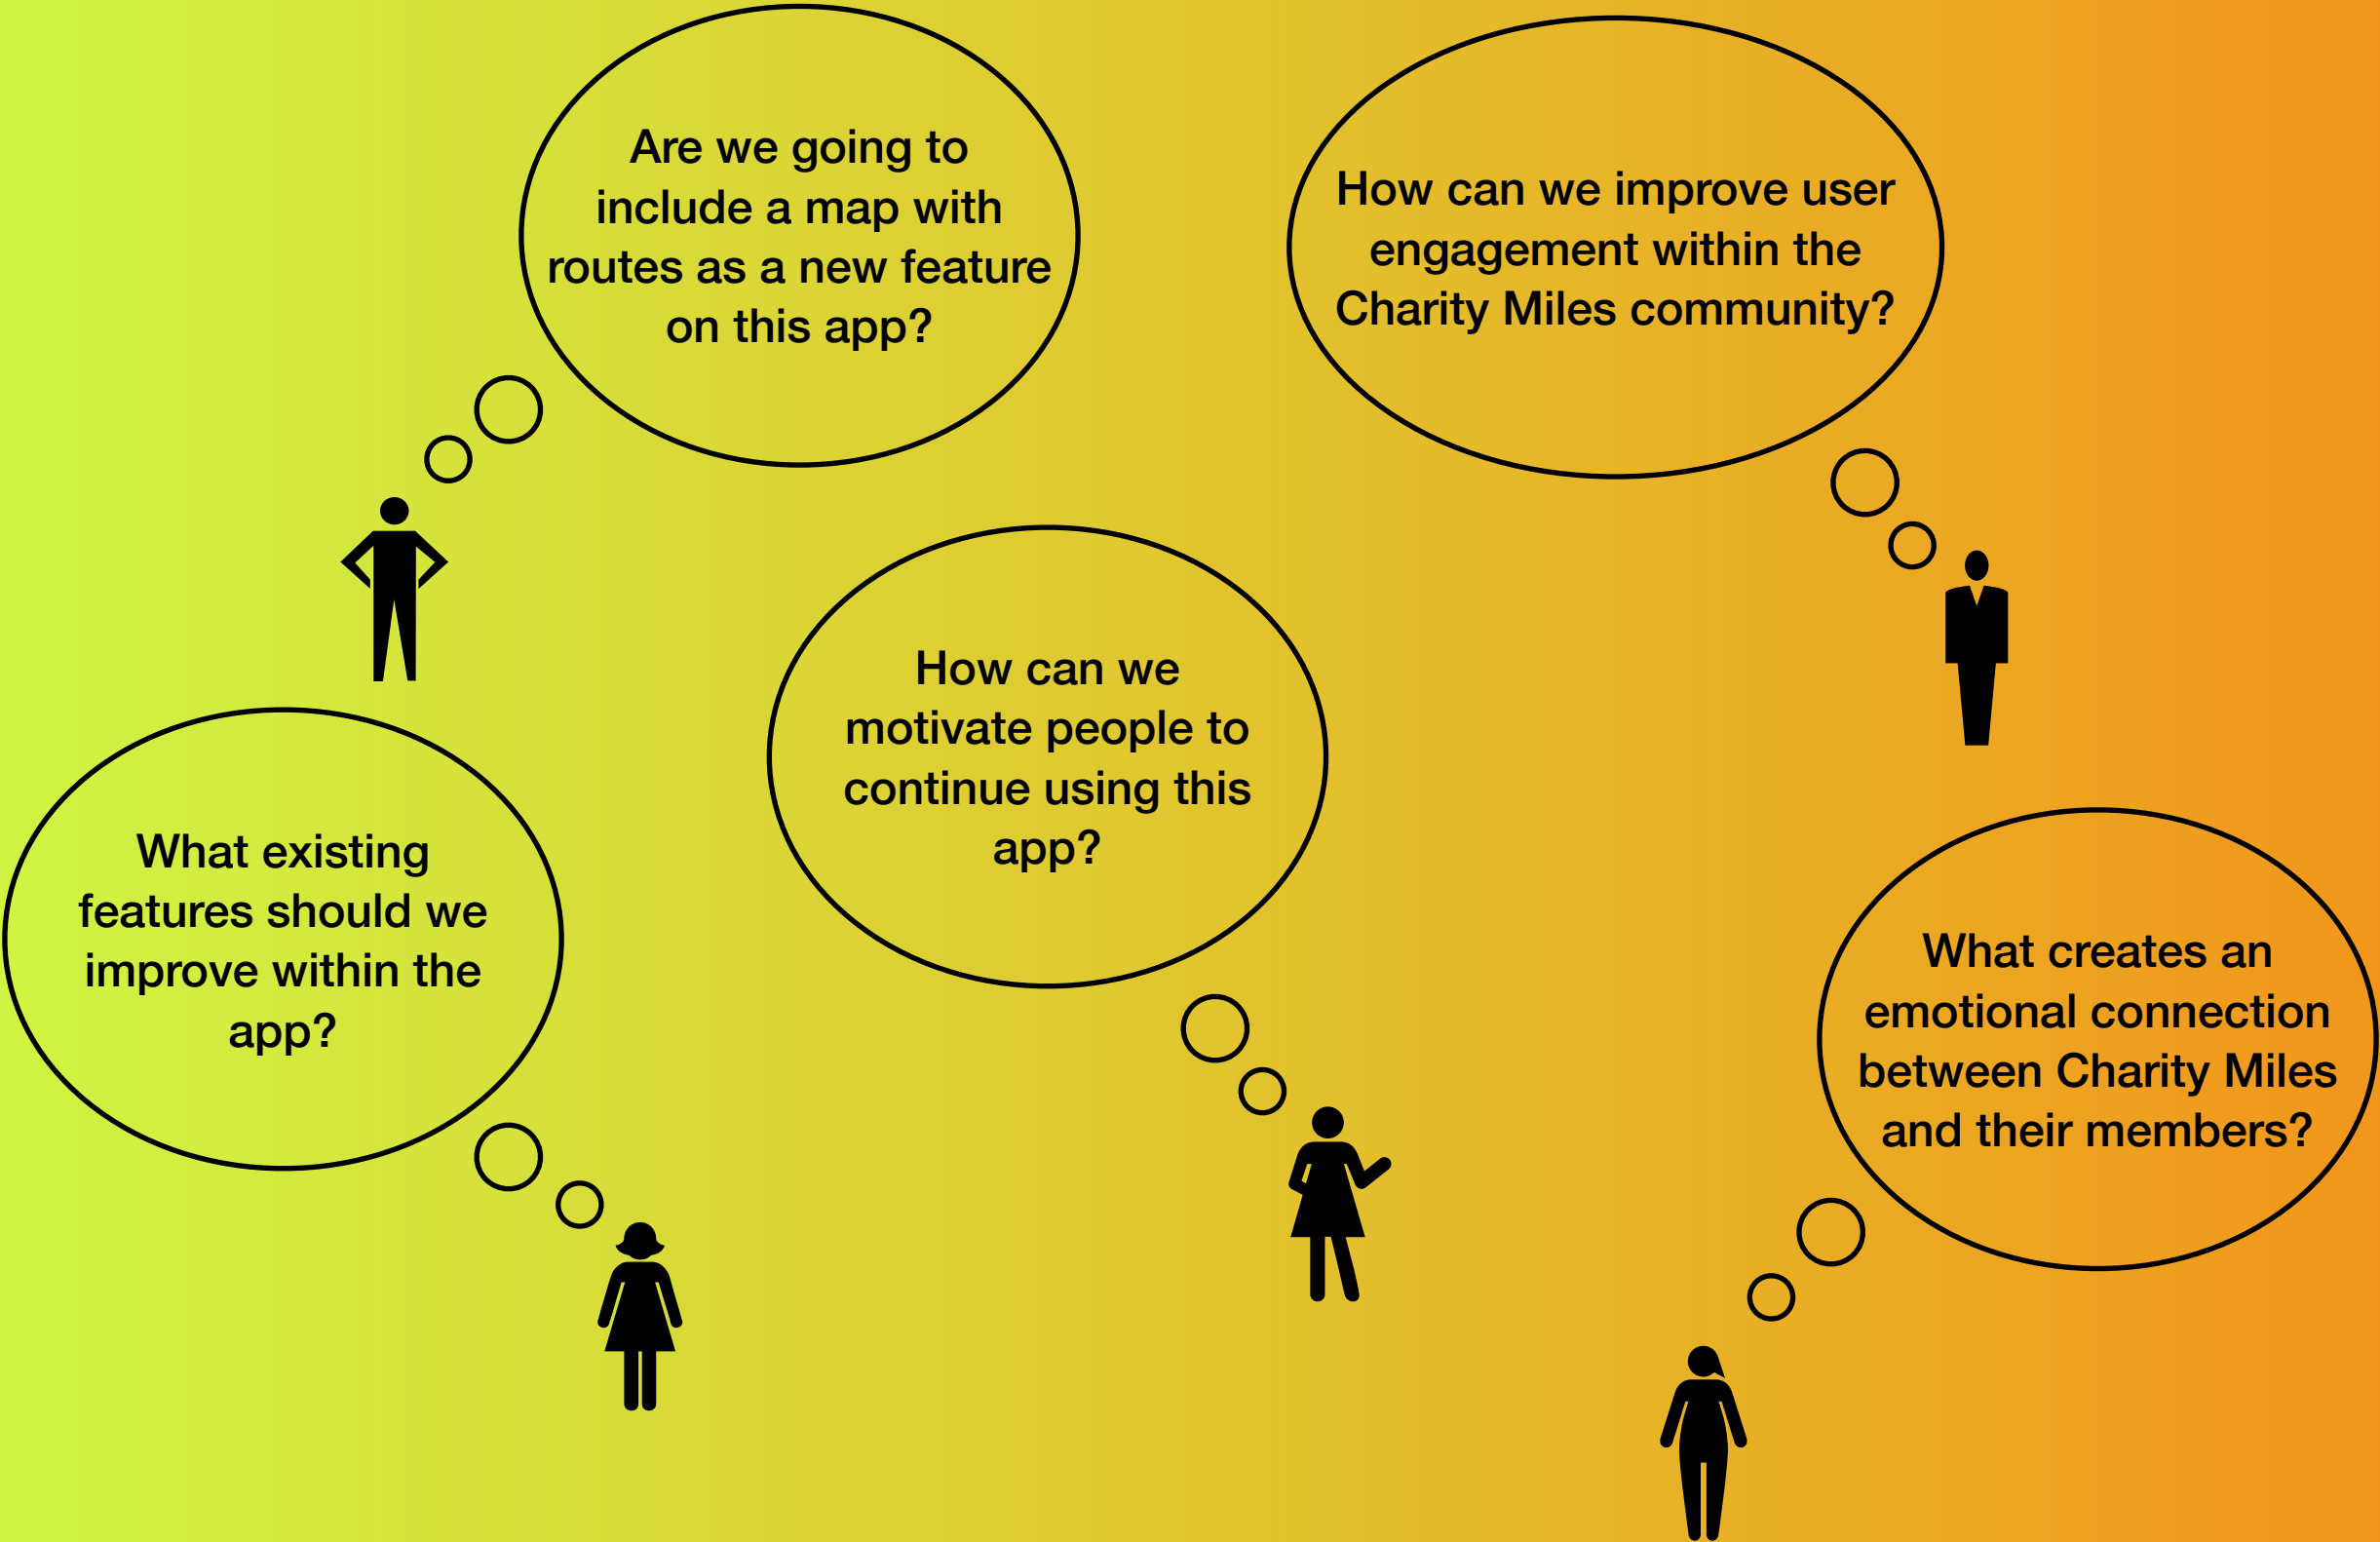 Are we going to
include a map with
routes as a new feature
on this app?
How can we improve user
engagement within the
Charity Miles community?
How can we
motivate people to
continue using this
app?
What existing
features should we
improve within the
app?
What creates an
emotional connection
between Charity Miles
and their members?